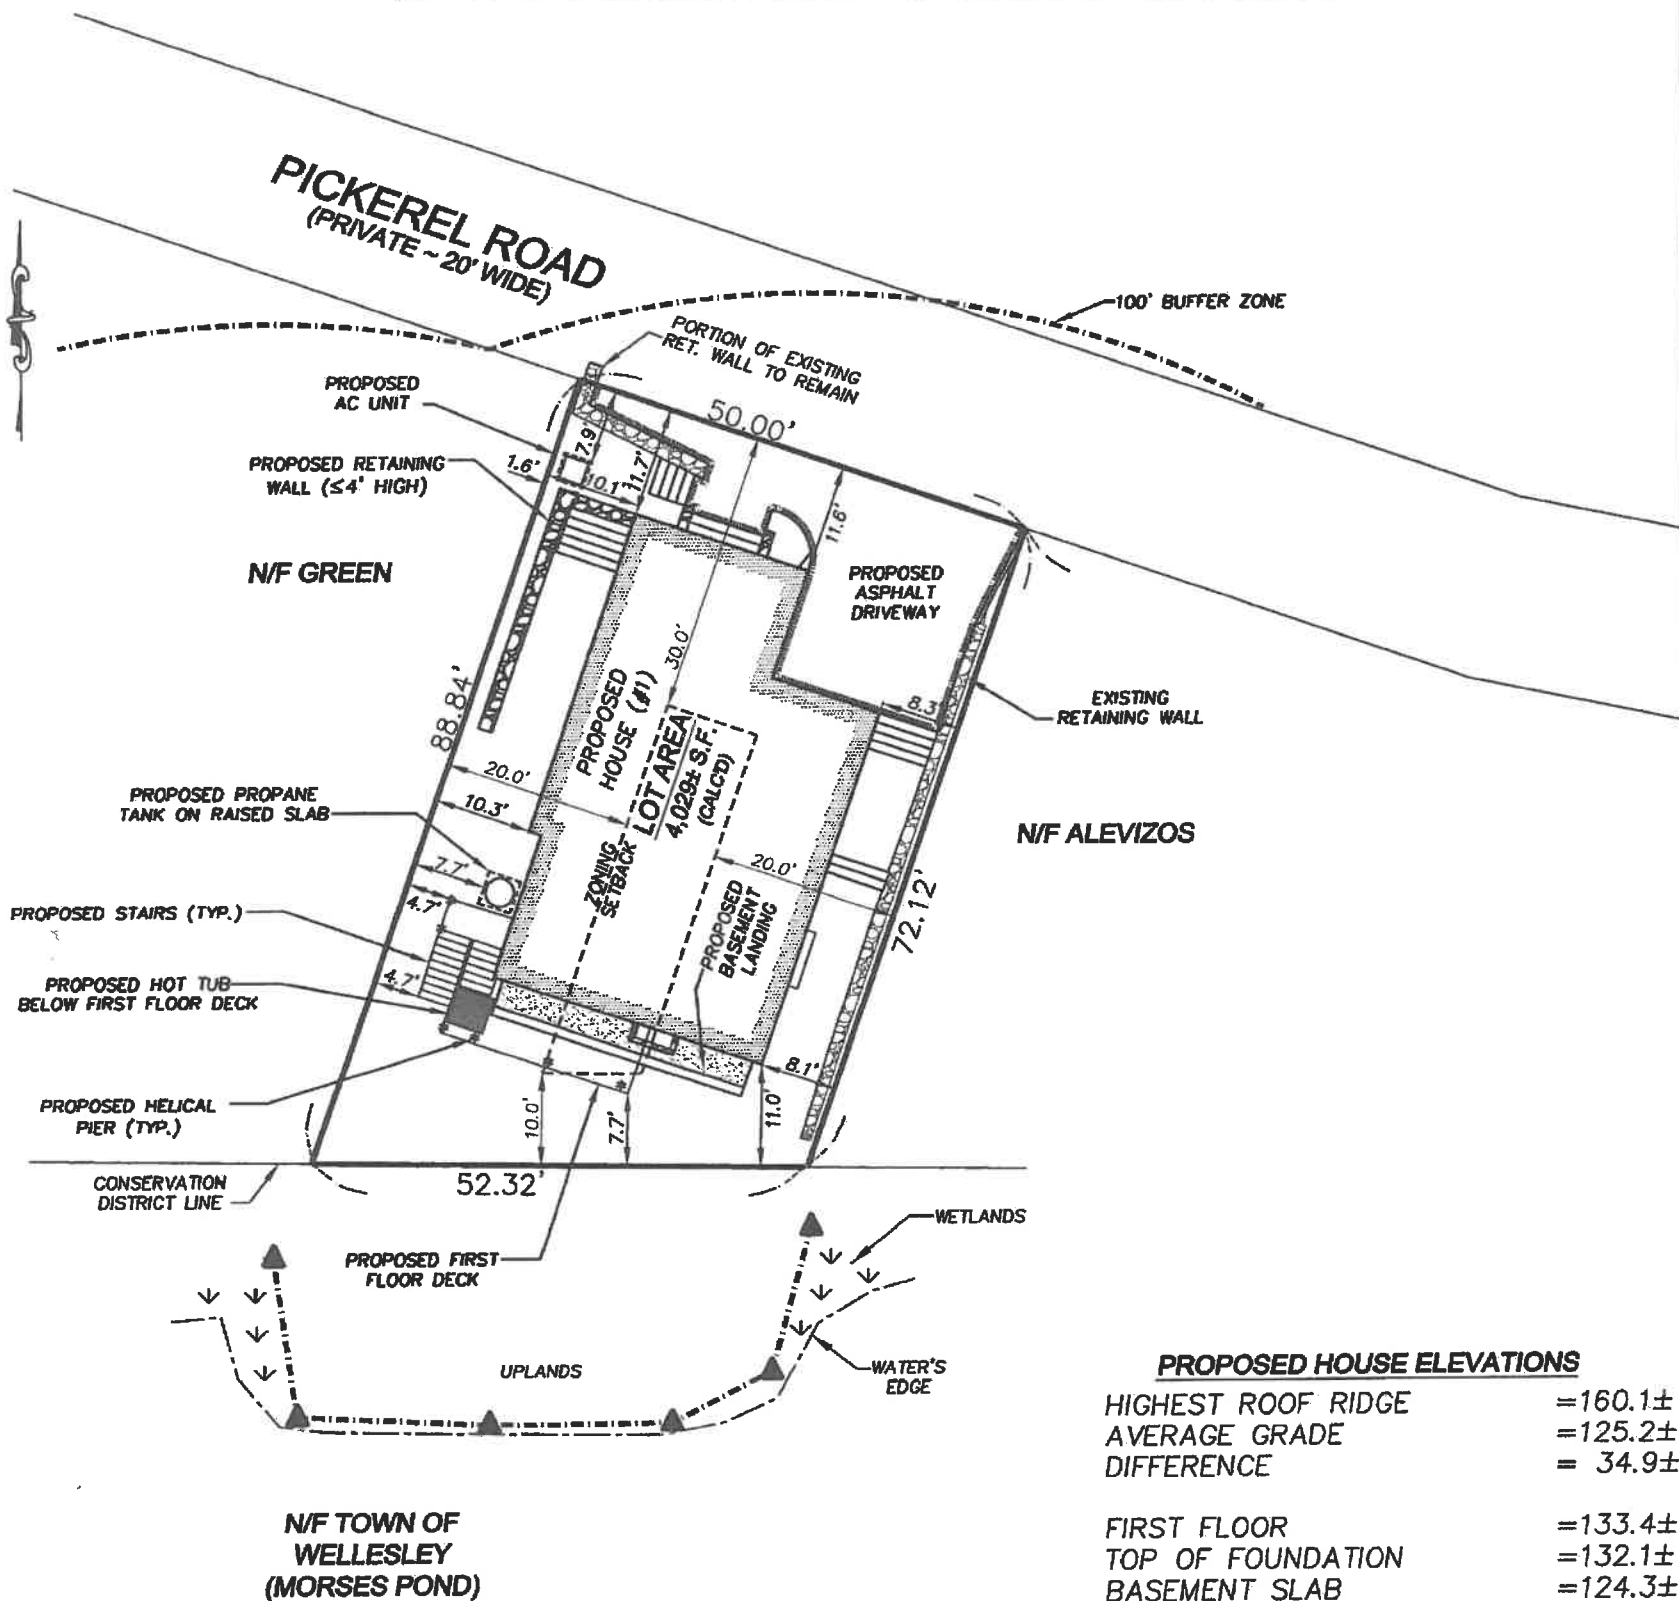 PICKEREL ROAD
(PRIVATE ~ 20' WIDE)
100' BUFFER ZONE
PORTION OF EXISTING
RET. WALL TO REMAIN
PROPOSED
AC UNIT
50.00'
7.9'
11.7'
1.6'
10.1'
PROPOSED RETAINING
WALL (≤4' HIGH)
11.6'
N/F GREEN
PROPOSED
ASPHALT
DRIVEWAY
30.0'
PROPOSED
HOUSE (#1)
88.84'
8.3'
EXISTING
RETAINING WALL
LOT AREA
4,029± S.F.
(CALC'D)
20.0'
10.3'
PROPOSED PROPANE
TANK ON RAISED SLAB
N/F ALEVIZOS
ZONING
SETBACK
20.0'
7.7'
4.7'
PROPOSED STAIRS (TYP.)
72.12'
PROPOSED
BASEMENT
LANDING
4.7'
PROPOSED HOT TUB
BELOW FIRST FLOOR DECK
8.1'
PROPOSED HELICAL
PIER (TYP.)
10.0'
7.7'
11.0'
52.32'
CONSERVATION
DISTRICT LINE
PROPOSED FIRST
FLOOR DECK
WETLANDS
UPLANDS
WATER'S
EDGE
N/F TOWN OF
WELLESLEY
(MORSES POND)
PROPOSED HOUSE ELEVATIONS
HIGHEST ROOF RIDGE =160.1±
AVERAGE GRADE =125.2±
DIFFERENCE = 34.9±
FIRST FLOOR =133.4±
TOP OF FOUNDATION =132.1±
BASEMENT SLAB =124.3±